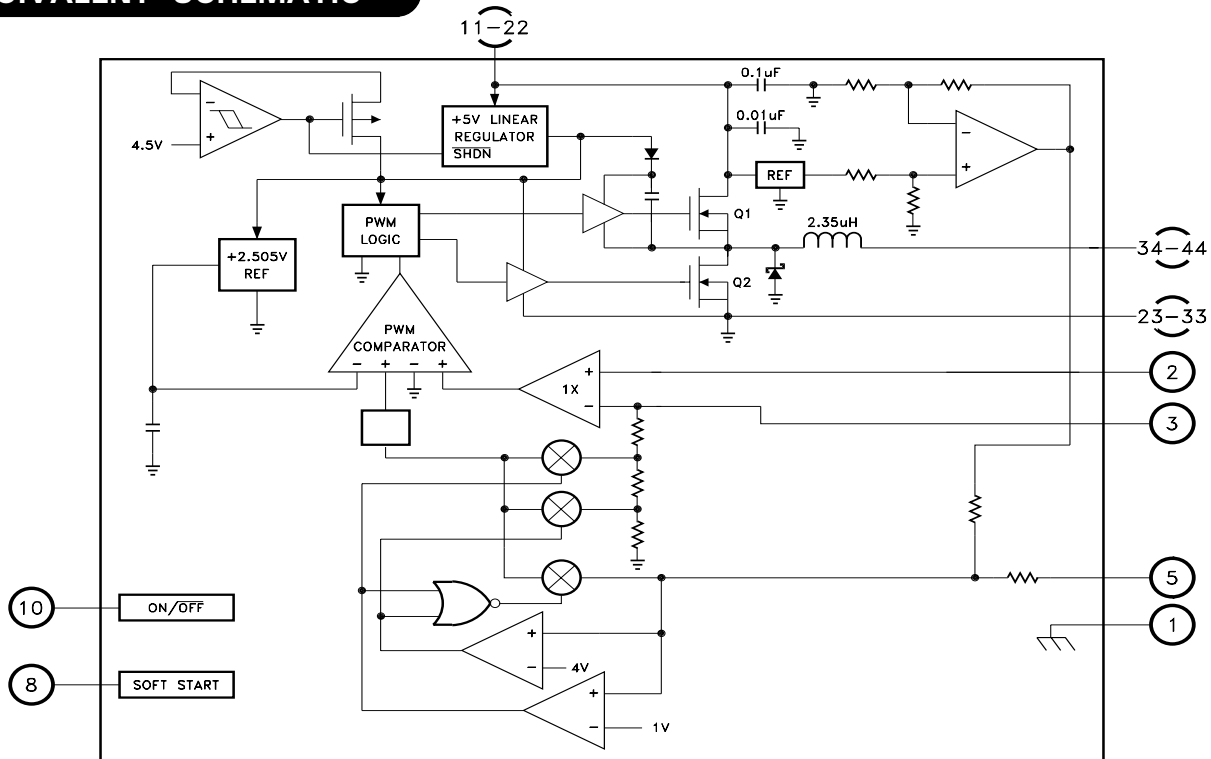 SCHEMATIC
11-22
0.1uF
+5V LINEAR
REGULATOR
SHDN
0.01uF
4.5V
REF
PWM
LOGIC
Q1
2.35uH
+2.505V
REF
34-44
Q2
23-33
PWM
COMPARATOR
- + - +
2
1X
3
5
10
ON/OFF
1
4V
8
SOFT START
1V